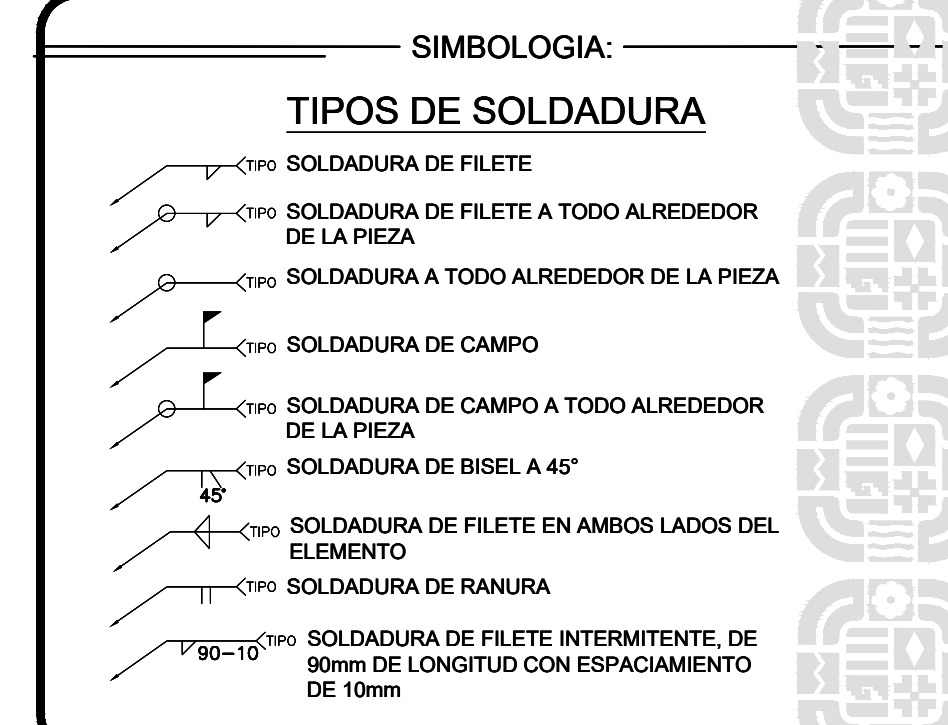 SIMBOLOGIA:
TIPOS DE SOLDADURA
TIPO SOLDADURA DE FILETE
TIPO SOLDADURA DE FILETE A TODO ALREDEDOR
DE LA PIEZA
TIPO SOLDADURA A TODO ALREDEDOR DE LA PIEZA
TIPO SOLDADURA DE CAMPO
TIPO SOLDADURA DE CAMPO A TODO ALREDEDOR
DE LA PIEZA
TIPO SOLDADURA DE BISEL A 45°
45°
TIPO SOLDADURA DE FILETE EN AMBOS LADOS DEL
ELEMENTO
TIPO SOLDADURA DE RANURA
TIPO SOLDADURA DE FILETE INTERMITENTE, DE
90-10
90mm DE LONGITUD CON ESPACIAMIENTO
DE 10mm